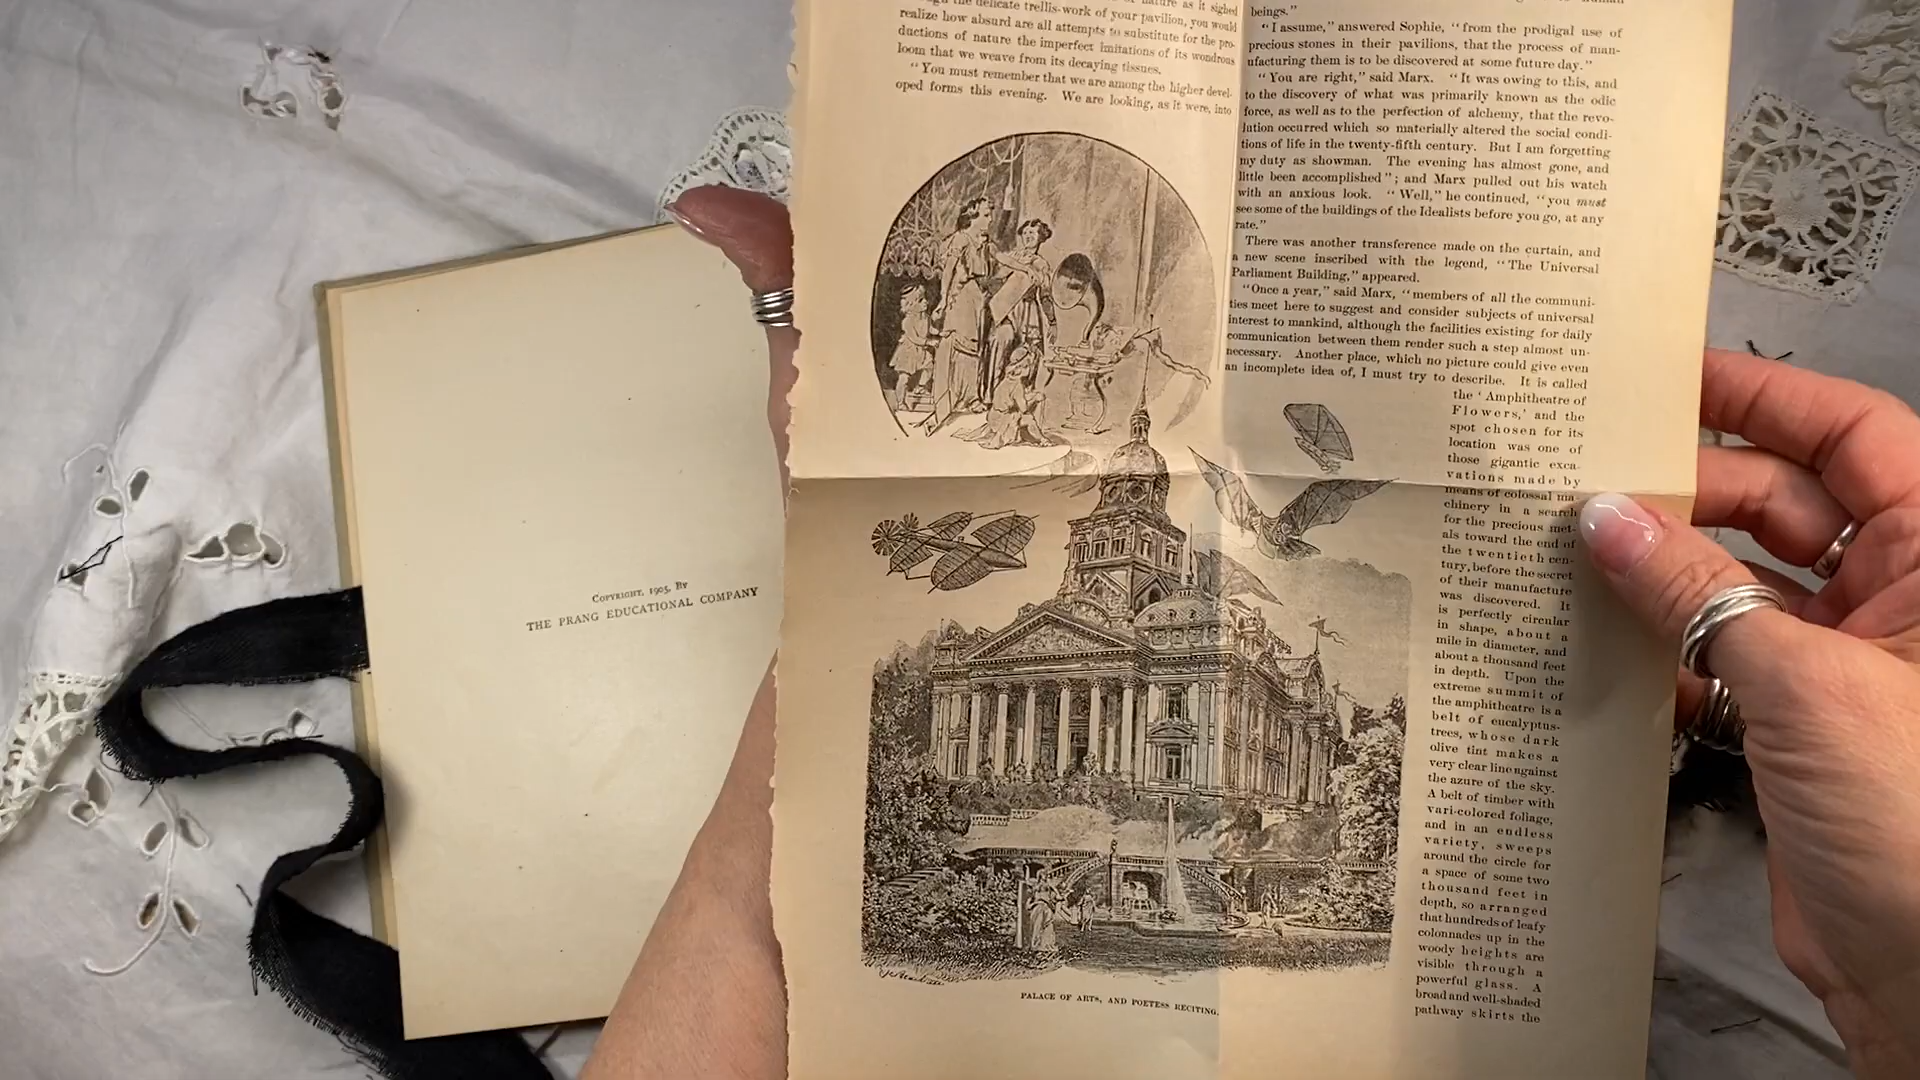 COPYRIGHT, 1905, BY
THE PRANG EDUCATIONAL COMPANY
the delicate trellis-work of your pavilion, you would
realize how absurd are all attempts to substitute for the pro-
ductions of nature the imperfect imitations of its wondrous
loom that we weave from its decaying tissues.
"You must remember that we are among the higher devel-
oped forms this evening. We are looking, as it were, into
PALACE OF ARTS, AND POETESS RECITING.
beings."
"I assume," answered Sophie, "from the prodigal use of
precious stones in their pavilions, that the process of man-
ufacturing them is to be discovered at some future day."
"You are right," said Marx. "It was owing to this, and
to the discovery of what was primarily known as the odic
force, as well as to the perfection of alchemy, that the revo-
lution occurred which so materially altered the social condi-
tions of life in the twenty-fifth century. But I am forgetting
my duty as showman. The evening has almost gone, and
little been accomplished"; and Marx pulled out his watch
with an anxious look. "Well," he continued, "you must
see some of the buildings of the Idealists before you go, at any
rate."
There was another transference made on the curtain, and
a new scene inscribed with the legend, "The Universal
Parliament Building," appeared.
"Once a year," said Marx, "members of all the communi-
ties meet here to suggest and consider subjects of universal
interest to mankind, although the facilities existing for daily
communication between them render such a step almost un-
necessary. Another place, which no picture could give even
an incomplete idea of, I must try to describe. It is called
the 'Amphitheatre of
Flowers,' and the
spot chosen for its
location was one of
those gigantic exca-
vations made by
means of colossal ma-
chinery in a search
for the precious met-
als toward the end of
the twentieth cen-
tury, before the secret
of their manufacture
was discovered. It
is perfectly circular
in shape, about a
mile in diameter, and
about a thousand feet
in depth. Upon the
extreme summit of
the amphitheatre is a
belt of eucalyptus-
trees, whose dark
olive tint makes a
very clear line against
the azure of the sky.
A belt of timber with
vari-colored foliage,
and in an endless
variety, sweeps
around the circle for
a space of some two
thousand feet in
depth, so arranged
that hundreds of leafy
colonnades up in the
woody heights are
visible through a
powerful glass. A
broad and well-shaded
pathway skirts the